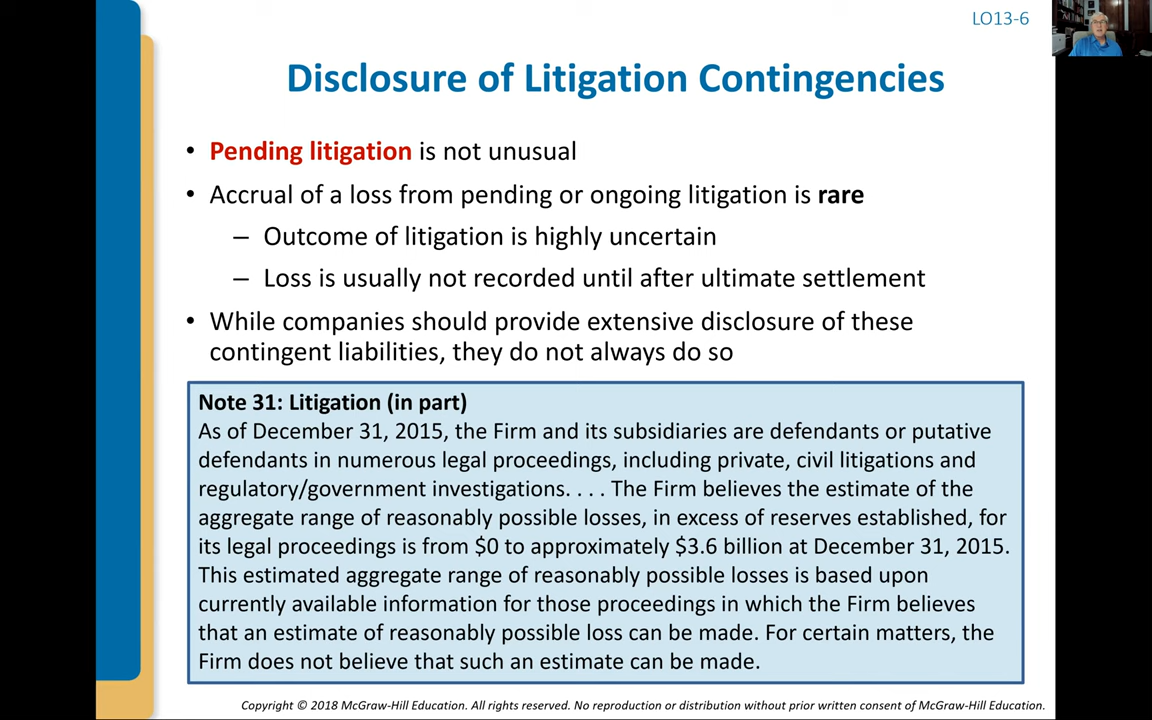 LO13-6
Disclosure of Litigation Contingencies
• Pending litigation is not unusual
• Accrual of a loss from pending or ongoing litigation is rare
– Outcome of litigation is highly uncertain
– Loss is usually not recorded until after ultimate settlement
• While companies should provide extensive disclosure of these
contingent liabilities, they do not always do so
Note 31: Litigation (in part)
As of December 31, 2015, the Firm and its subsidiaries are defendants or putative
defendants in numerous legal proceedings, including private, civil litigations and
regulatory/government investigations. . . . The Firm believes the estimate of the
aggregate range of reasonably possible losses, in excess of reserves established, for
its legal proceedings is from $0 to approximately $3.6 billion at December 31, 2015.
This estimated aggregate range of reasonably possible losses is based upon
currently available information for those proceedings in which the Firm believes
that an estimate of reasonably possible loss can be made. For certain matters, the
Firm does not believe that such an estimate can be made.
Copyright © 2018 McGraw-Hill Education. All rights reserved. No reproduction or distribution without prior written consent of McGraw-Hill Education.